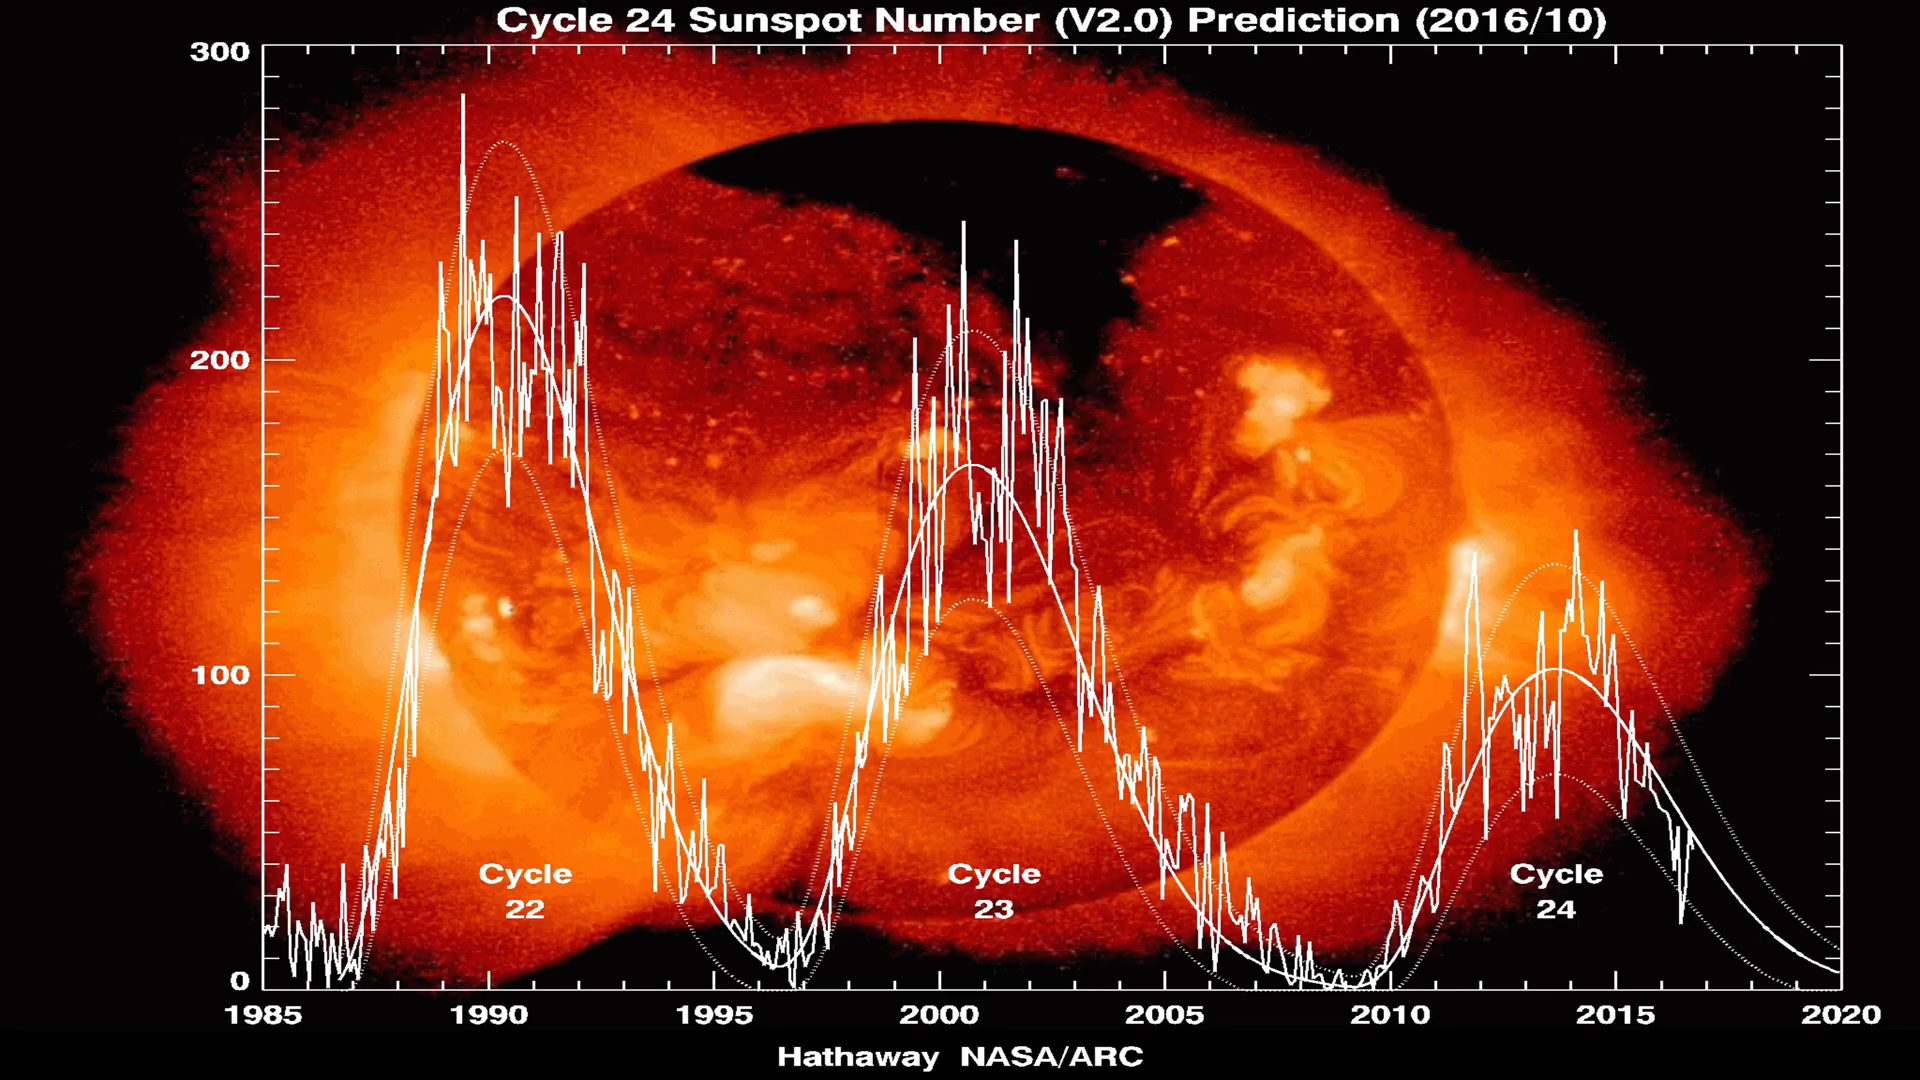 Cycle 24 Sunspot Number (V2.0) Prediction (2016/10)
300
200
100
0
Cycle
22
Cycle
23
Cycle
24
1985 1990 1995 2000 2005 2010 2015 2020
Hathaway NASA/ARC